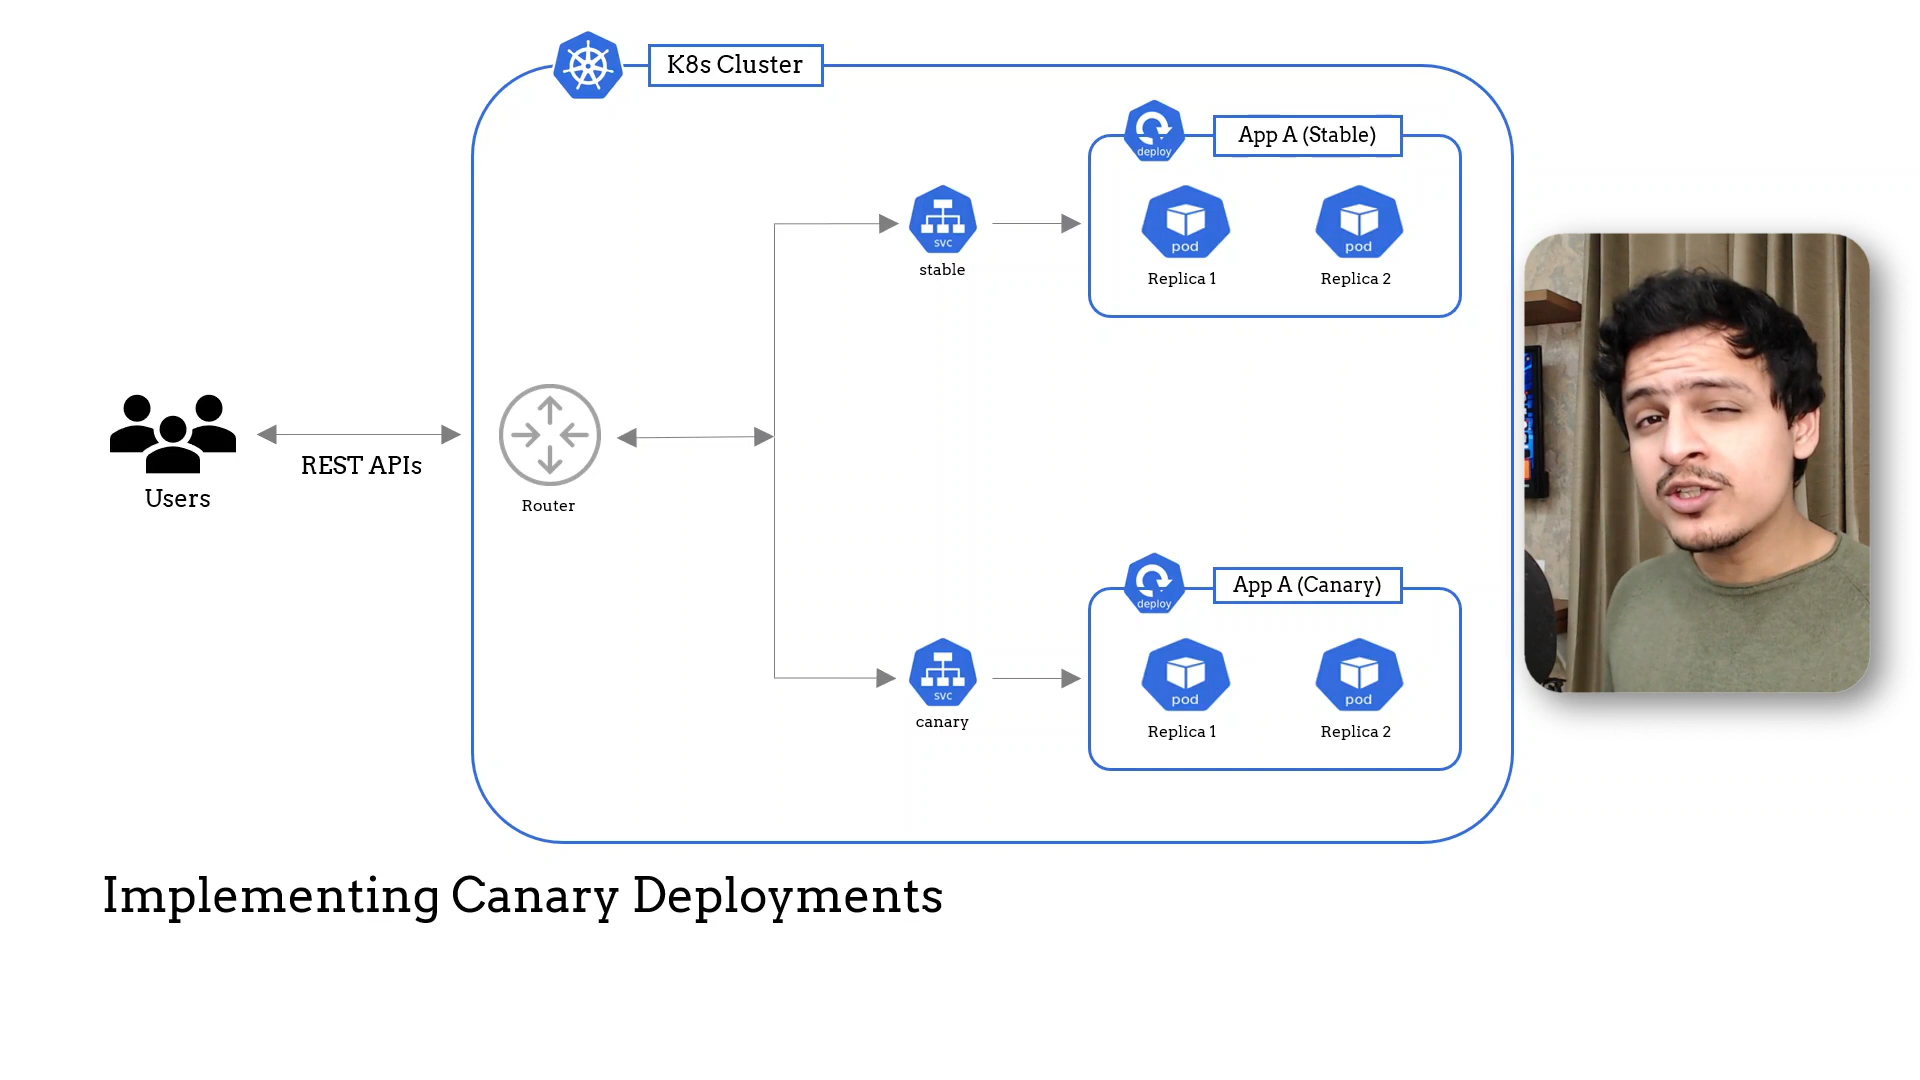 K8s Cluster
deploy
App A (Stable)
svc
stable
pod
Replica 1
pod
Replica 2
Users
REST APIs
Router
deploy
App A (Canary)
svc
canary
pod
Replica 1
pod
Replica 2
Implementing Canary Deployments